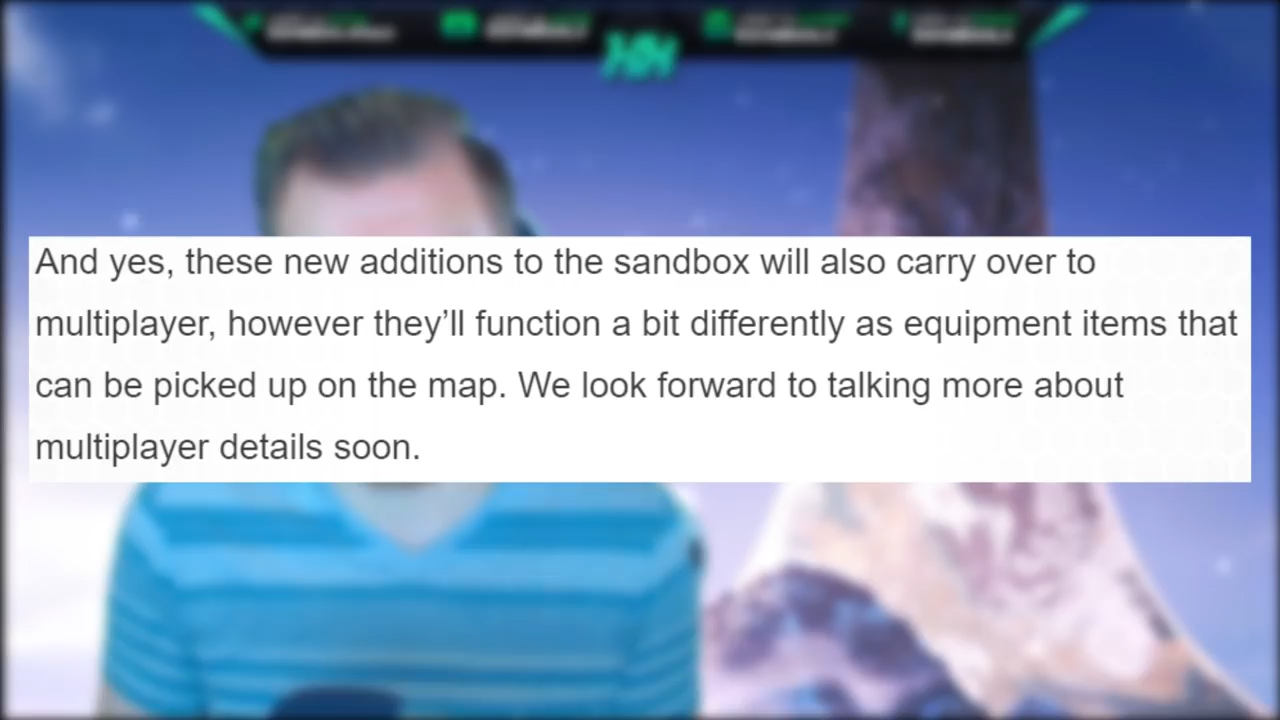 And yes, these new additions to the sandbox will also carry over to
multiplayer, however they’ll function a bit differently as equipment items that
can be picked up on the map. We look forward to talking more about
multiplayer details soon.